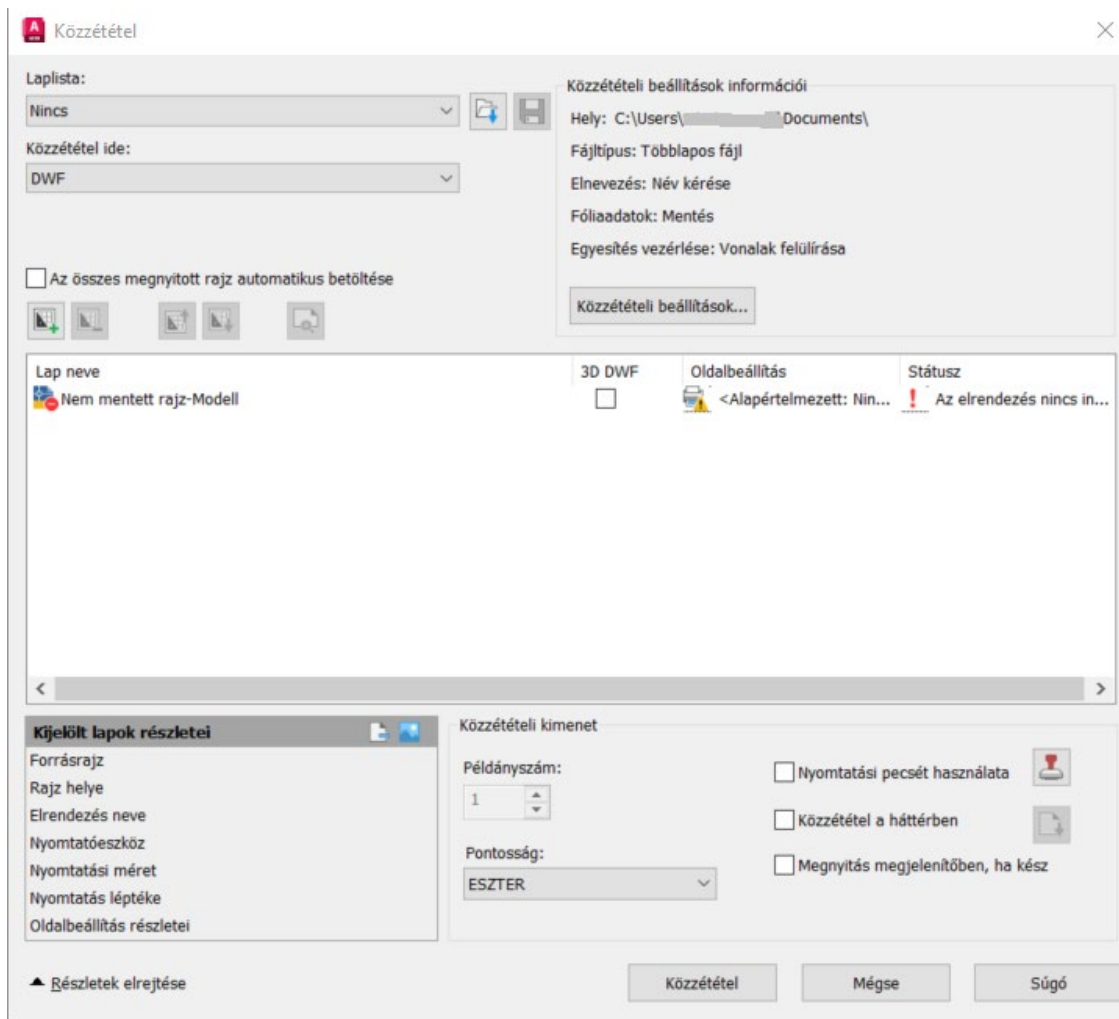 Közzététel
Laplista:
Nincs
Közzététel ide:
DWF
Az összes megnyitott rajz automatikus betöltése
Közzétételi beállítások információi
Hely: C:\Users\ Documents\
Fájltípus: Többlapos fájl
Elnevezés: Név kérése
Fóliaadatok: Mentés
Egyesítés vezérlése: Vonalak felülírása
Közzétételi beállítások...
Lap neve 3D DWF Oldalbeállítás Státusz
Nem mentett rajz-Modell <Alapértelmezett: Nin... Az elrendezés nincs in...
Kijelölt lapok részletei
Forrásrajz
Rajz helye
Elrendezés neve
Nyomtatóeszköz
Nyomtatási méret
Nyomtatás léptéke
Oldalbeállítás részletei
Közzétételi kimenet
Példányszám:
1
Pontosság:
ESZTER
Nyomtatási pecsét használata
Közzététel a háttérben
Megnyitás megjelenítőben, ha kész
Részletek elrejtése
Közzététel
Mégse
Súgó